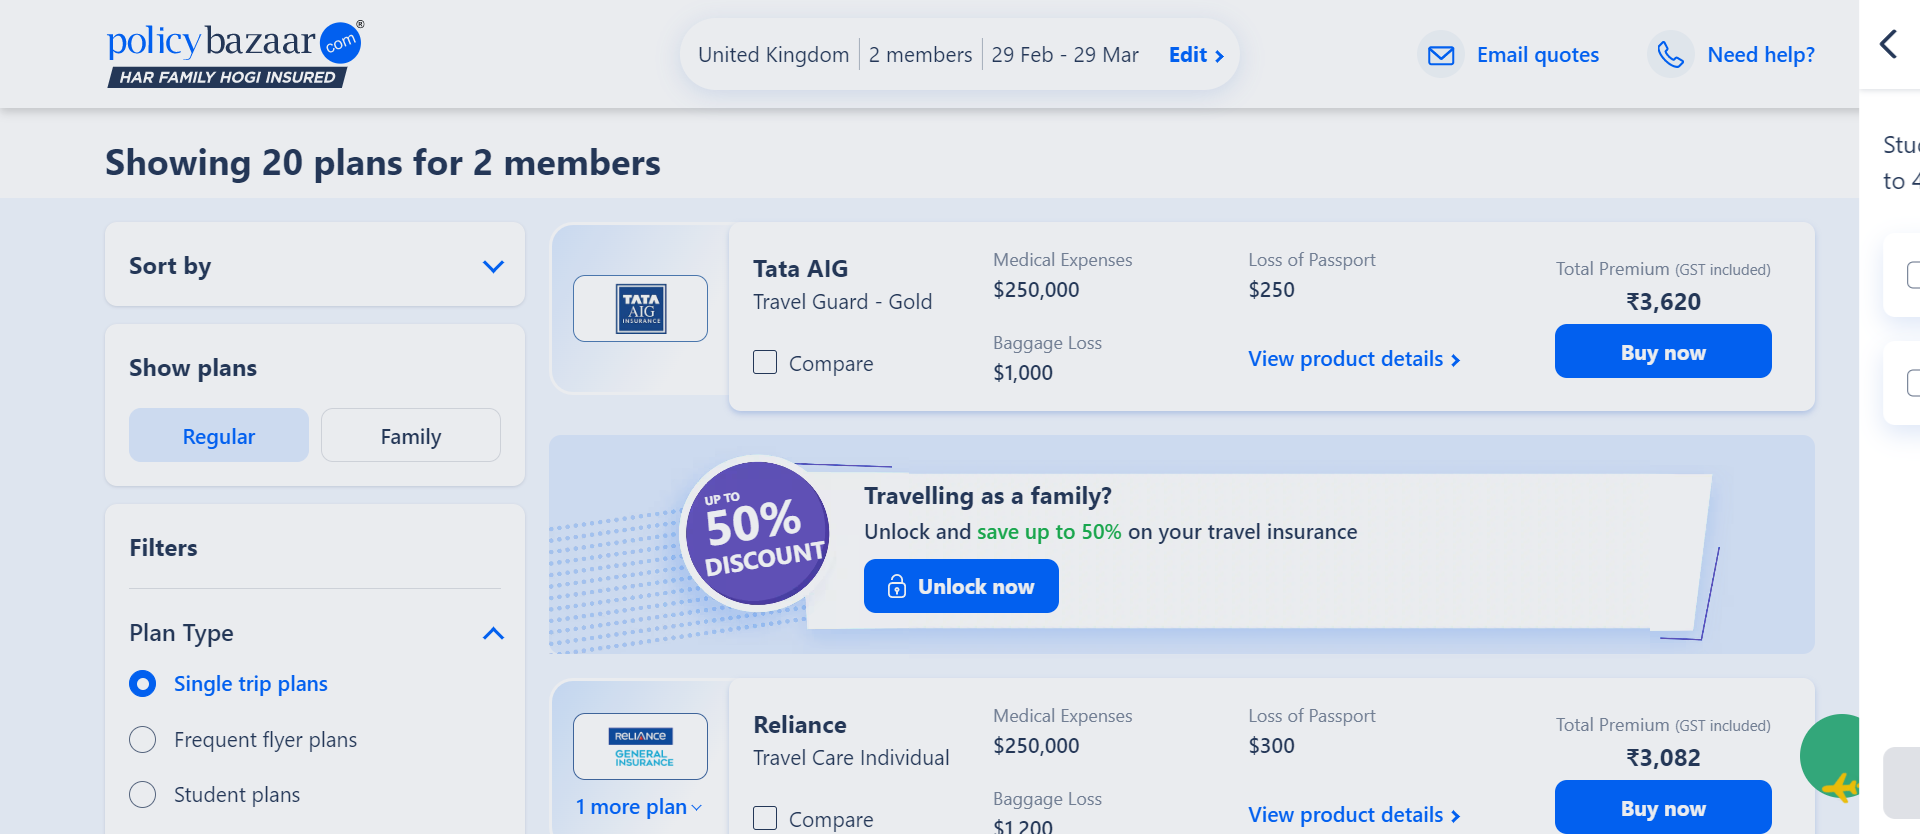 policybazaar.com®
HAR FAMILY HOGI INSURED
United Kingdom | 2 members | 29 Feb - 29 Mar Edit
Email quotes
Need help?
Showing 20 plans for 2 members
Sort by
Show plans
Regular Family
Filters
Plan Type
Single trip plans
Frequent flyer plans
Student plans
TATA
AIG
INSURANCE
Tata AIG
Travel Guard - Gold
Compare
Medical Expenses
$250,000
Baggage Loss
$1,000
Loss of Passport
$250
View product details
Total Premium (GST included)
₹3,620
Buy now
UP TO
50%
DISCOUNT
Travelling as a family?
Unlock and save up to 50% on your travel insurance
Unlock now
RELIANCE
GENERAL
INSURANCE
1 more plan
Reliance
Travel Care Individual
Compare
Medical Expenses
$250,000
Baggage Loss
$1,200
Loss of Passport
$300
View product details
Total Premium (GST included)
₹3,082
Buy now
to